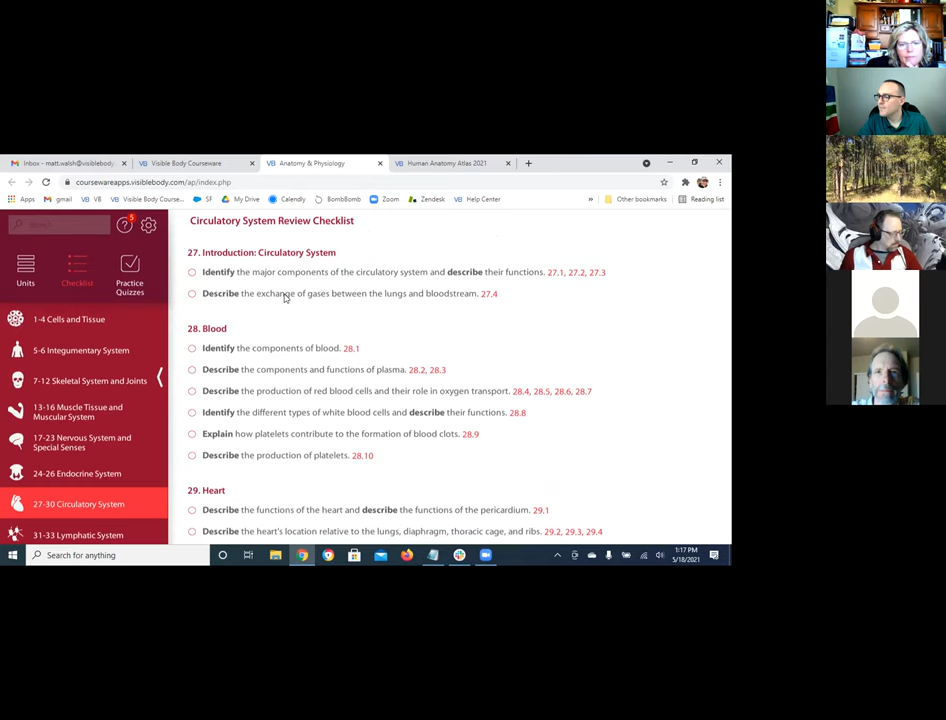 Inbox - matt.walsh@visiblebody
Visible Body Courseware
Anatomy & Physiology
Human Anatomy Atlas 2021
coursewareapps.visiblebody.com/ap/index.php
Apps gmail VB Visible Body Course... SF My Drive Calendly BombBomb Zoom Zendesk Help Center » Other bookmarks Reading list
Search
5
Units Checklist Practice Quizzes
1-4 Cells and Tissue
5-6 Integumentary System
7-12 Skeletal System and Joints
13-16 Muscle Tissue and
Muscular System
17-23 Nervous System and
Special Senses
24-26 Endocrine System
27-30 Circulatory System
31-33 Lymphatic System
Circulatory System Review Checklist
27. Introduction: Circulatory System
Identify the major components of the circulatory system and describe their functions. 27.1, 27.2, 27.3
Describe the exchange of gases between the lungs and bloodstream. 27.4
28. Blood
Identify the components of blood. 28.1
Describe the components and functions of plasma. 28.2, 28.3
Describe the production of red blood cells and their role in oxygen transport. 28.4, 28.5, 28.6, 28.7
Identify the different types of white blood cells and describe their functions. 28.8
Explain how platelets contribute to the formation of blood clots. 28.9
Describe the production of platelets. 28.10
29. Heart
Describe the functions of the heart and describe the functions of the pericardium. 29.1
Describe the heart's location relative to the lungs, diaphragm, thoracic cage, and ribs. 29.2, 29.3, 29.4
Search for anything
1:17 PM
5/18/2021